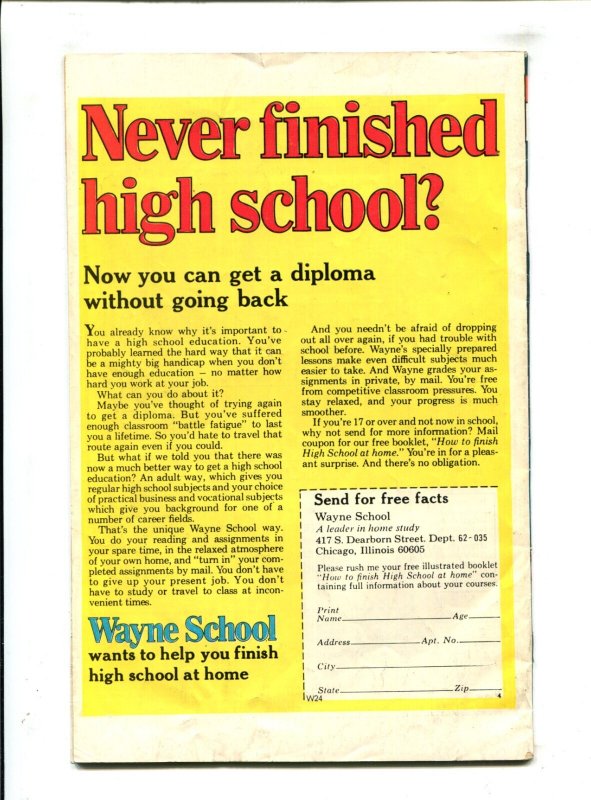 Never finished
high school?
Now you can get a diploma
without going back
You already know why it's important to
have a high school education. You've
probably learned the hard way that it can
be a mighty big handicap when you don't
have enough education – no matter how
hard you work at your job.
What can you do about it?
Maybe you've thought of trying again
to get a diploma. But you've suffered
enough classroom "battle fatigue" to last
you a lifetime. So you'd hate to travel that
route again even if you could.
But what if we told you that there was
now a much better way to get a high school
education? An adult way, which gives you
regular high school subjects and your choice
of practical business and vocational subjects
which give you background for one of a
number of career fields.
That's the unique Wayne School way.
You do your reading and assignments in
your spare time, in the relaxed atmosphere
of your own home, and "turn in" your com-
pleted assignments by mail. You don't have
to give up your present job. You don't
have to study or travel to class at incon-
venient times.
Wayne School
wants to help you finish
high school at home
And you needn't be afraid of dropping
out all over again, if you had trouble with
school before. Wayne's specially prepared
lessons make even difficult subjects much
easier to take. And Wayne grades your as-
signments in private, by mail. You're free
from competitive classroom pressures. You
stay relaxed, and your progress is much
smoother.
If you're 17 or over and not now in school,
why not send for more information? Mail
coupon for our free booklet, "How to finish
High School at home." You're in for a pleas-
ant surprise. And there's no obligation.
Send for free facts
Wayne School
A leader in home study
417 S. Dearborn Street. Dept. 62-035
Chicago, Illinois 60605
Please rush me your free illustrated booklet
"How to finish High School at home" con-
taining full information about your courses.
Print
Name Age
Address Apt. No.
City
State Zip
W24 4